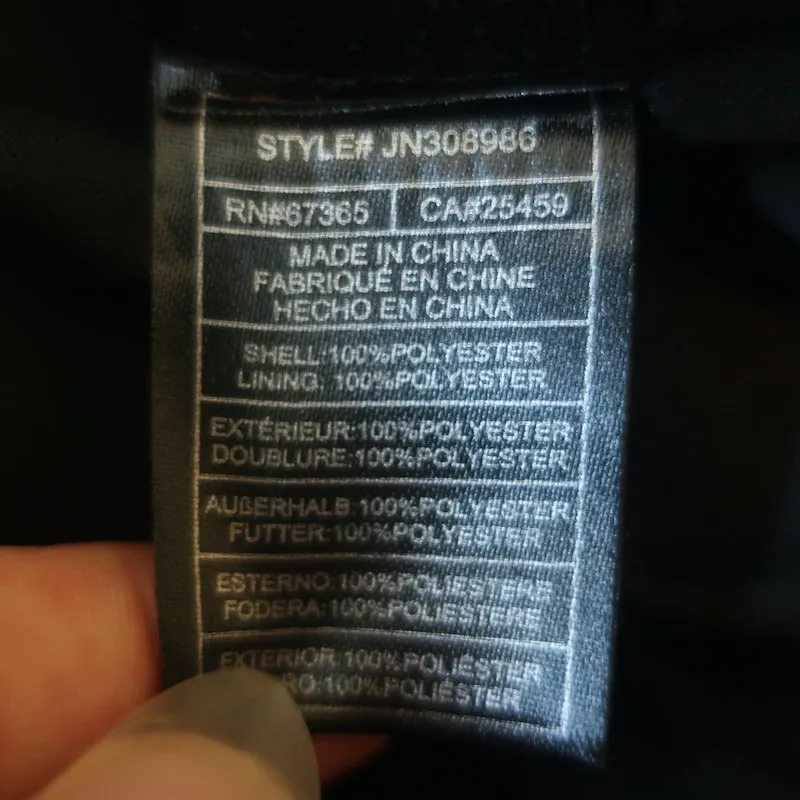 STYLE# JN308986
RN#67365 CA#25459
MADE IN CHINA
FABRIQUÉ EN CHINE
HECHO EN CHINA
SHELL:100%POLYESTER
LINING: 100%POLYESTER
EXTÉRIEUR:100%POLYESTER
DOUBLURE:100%POLYESTER
AUßERHALB:100%POLYESTER
FUTTER:100%POLYESTER
ESTERNO:100%POLIESTERE
FODERA:100%POLIESTERE
EXTERIOR:100%POLIÉSTER
RO:100%POLIÉSTER